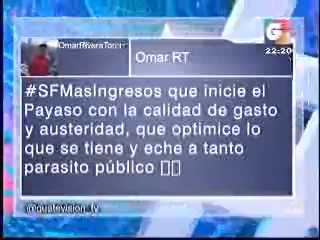 22:20
OmarRiveraTorr
Omar RT
#SFMasIngresos que inicie el
Payaso con la calidad de gasto
y austeridad, que optimice lo
que se tiene y eche a tanto
parasito público
@guatevision_tv